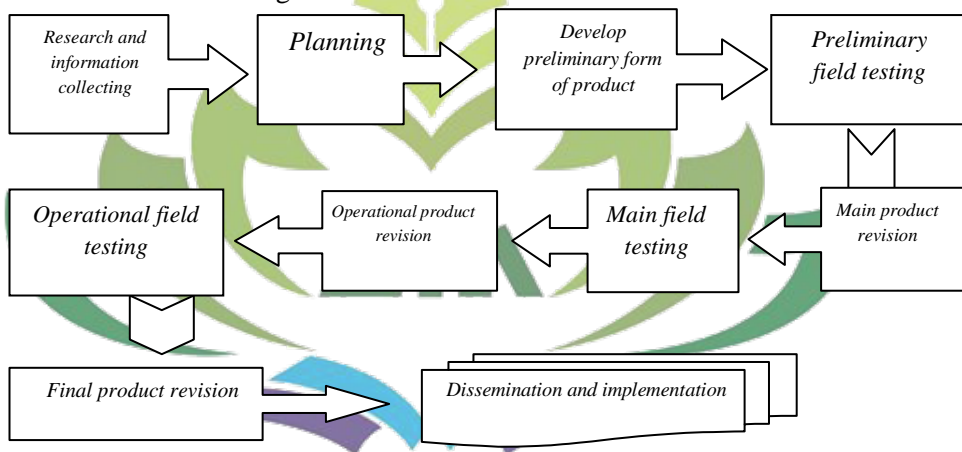 Research and
information
collecting
Planning
Develop
preliminary form
of product
Preliminary
field testing
Main product
revision
Main field
testing
Operational product
revision
Operational field
testing
Final product revision
Dissemination and implementation